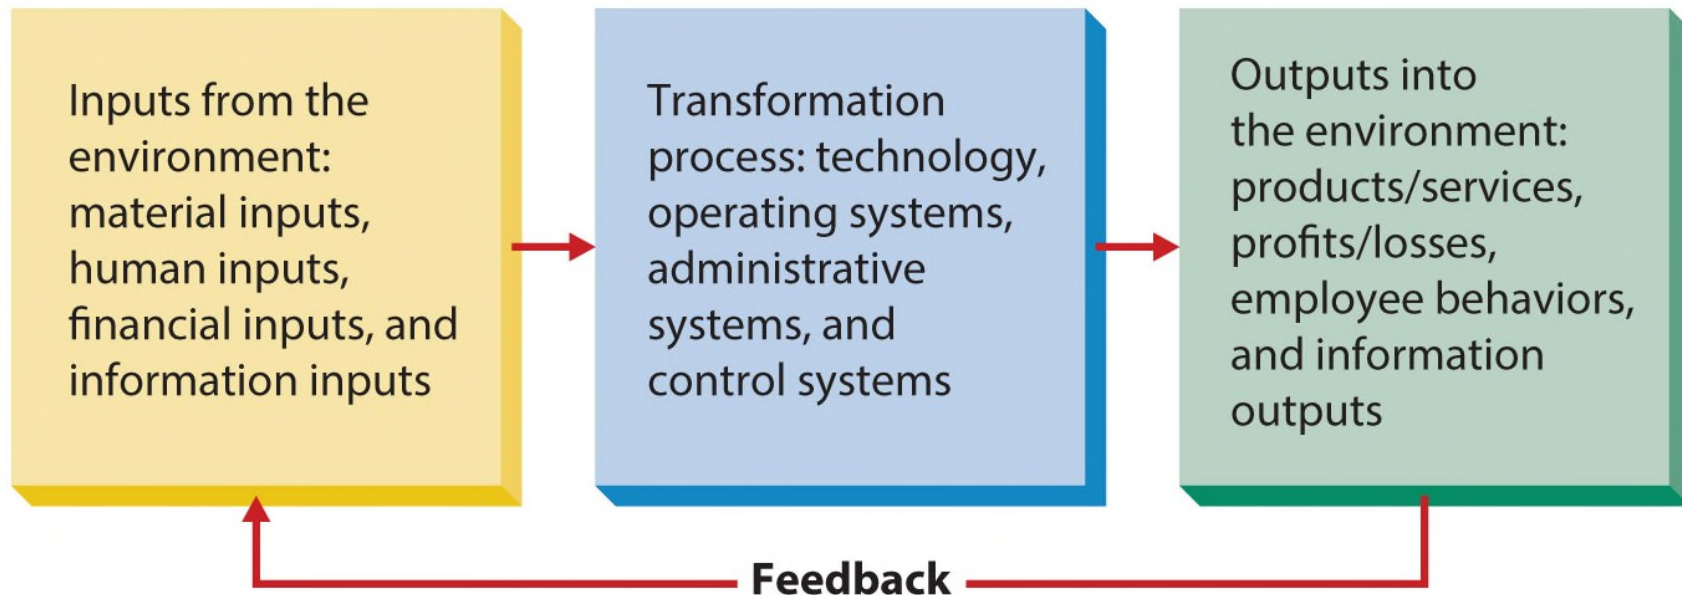 Inputs from the
environment:
material inputs,
human inputs,
financial inputs, and
information inputs
Transformation
process: technology,
operating systems,
administrative
systems, and
control systems
Outputs into
the environment:
products/services,
profits/losses,
employee behaviors,
and information
outputs
Feedback